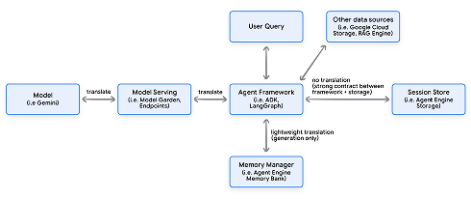 User Query
Other data sources
(i.e. Google Cloud
Storage, RAG Engine)
Model
(i.e Gemini)
translate
Model Serving
(i.e. Model Garden,
Endpoints)
translate
Agent Framework
(i.e. ADK,
LangGraph)
no translation
(strong contract between
framework + storage)
Session Store
(i.e. Agent Engine
Storage)
lightweight translation
(generation only)
Memory Manager
(i.e. Agent Engine
Memory Bank)